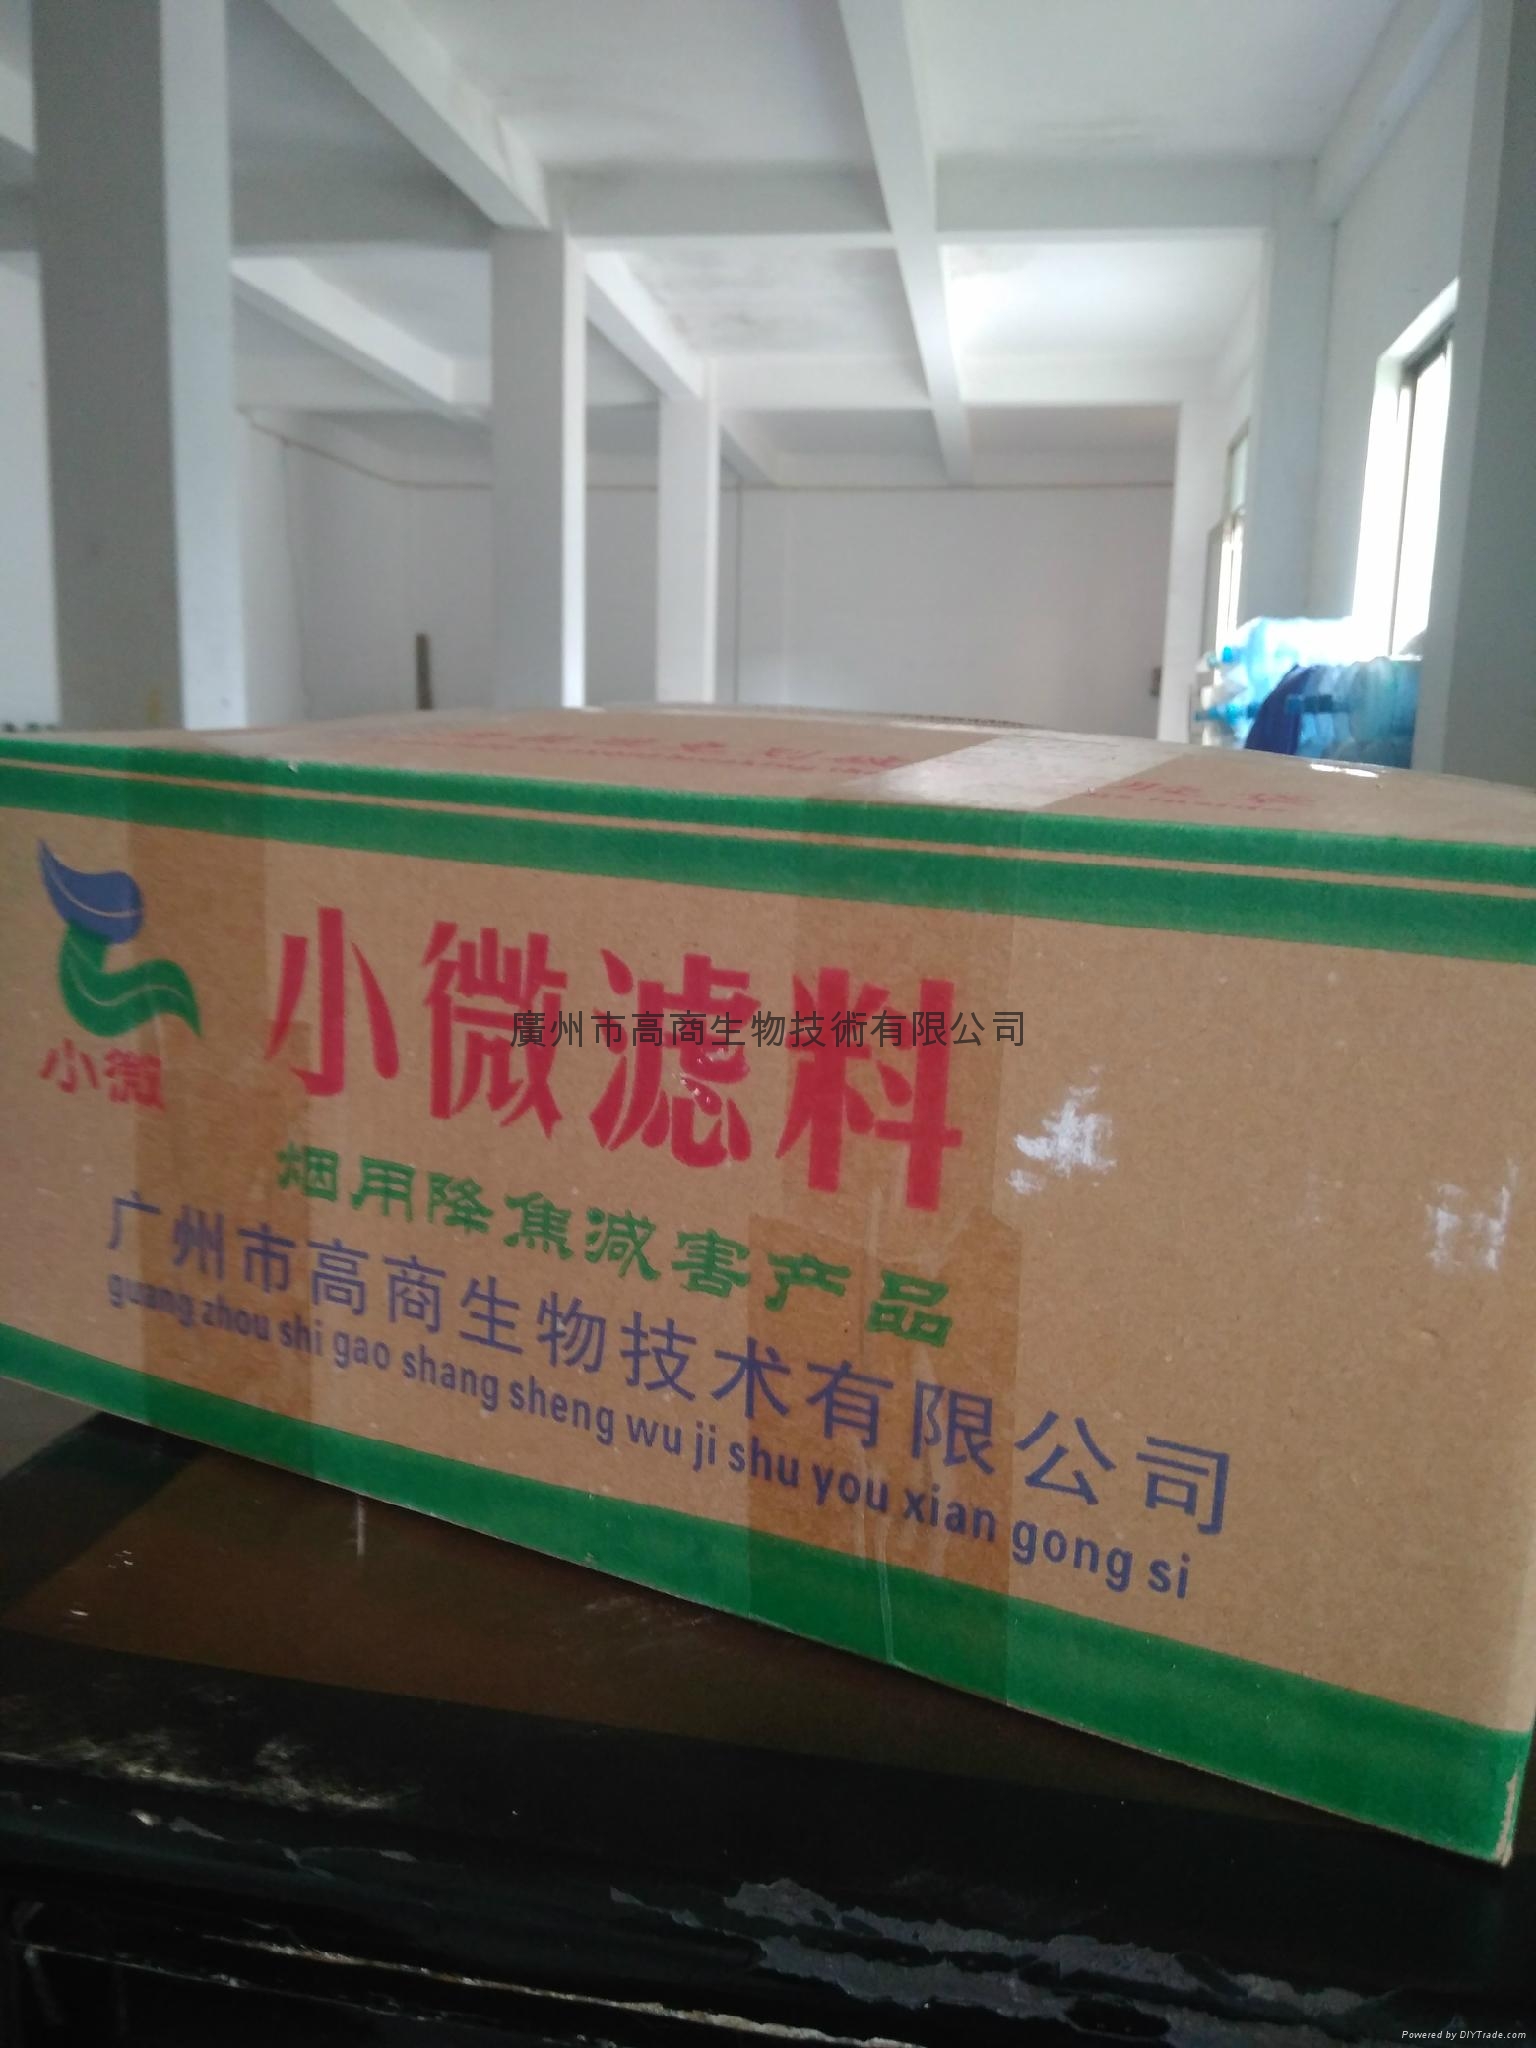 小微滤料
小微
廣州市高商生物技術有限公司
烟用降焦减害产品
广州市高商生物技术有限公司
guang zhou shi gao shang sheng wu ji shu you xian gong si
Powered by DIYTrade.com